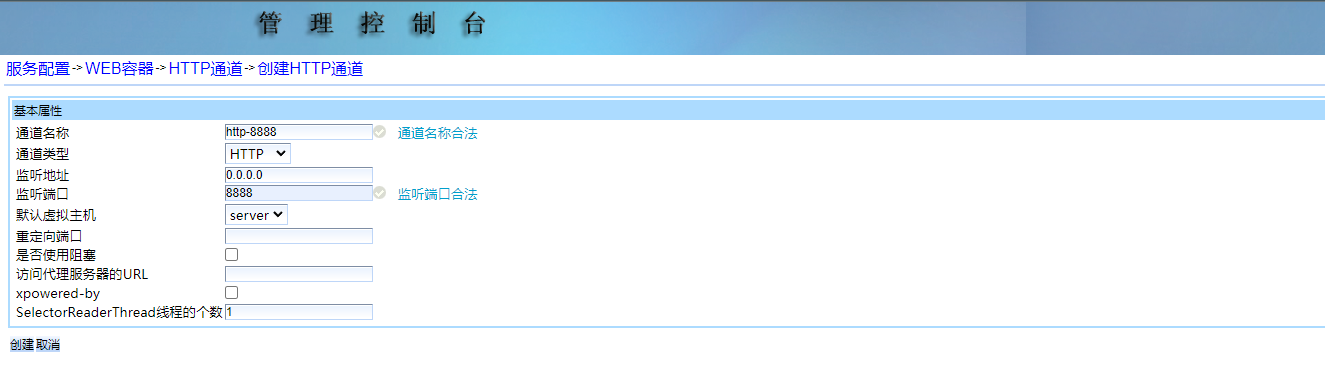 管 理 控 制 台
服务配置->WEB容器->HTTP通道->创建HTTP通道
基本属性
通道名称 http-8888 通道名称合法
通道类型 HTTP
监听地址 0.0.0.0
监听端口 8888 监听端口合法
默认虚拟主机 server
重定向端口
是否使用阻塞
访问代理服务器的URL
xpowered-by
SelectorReaderThread线程的个数 1
创建 取消